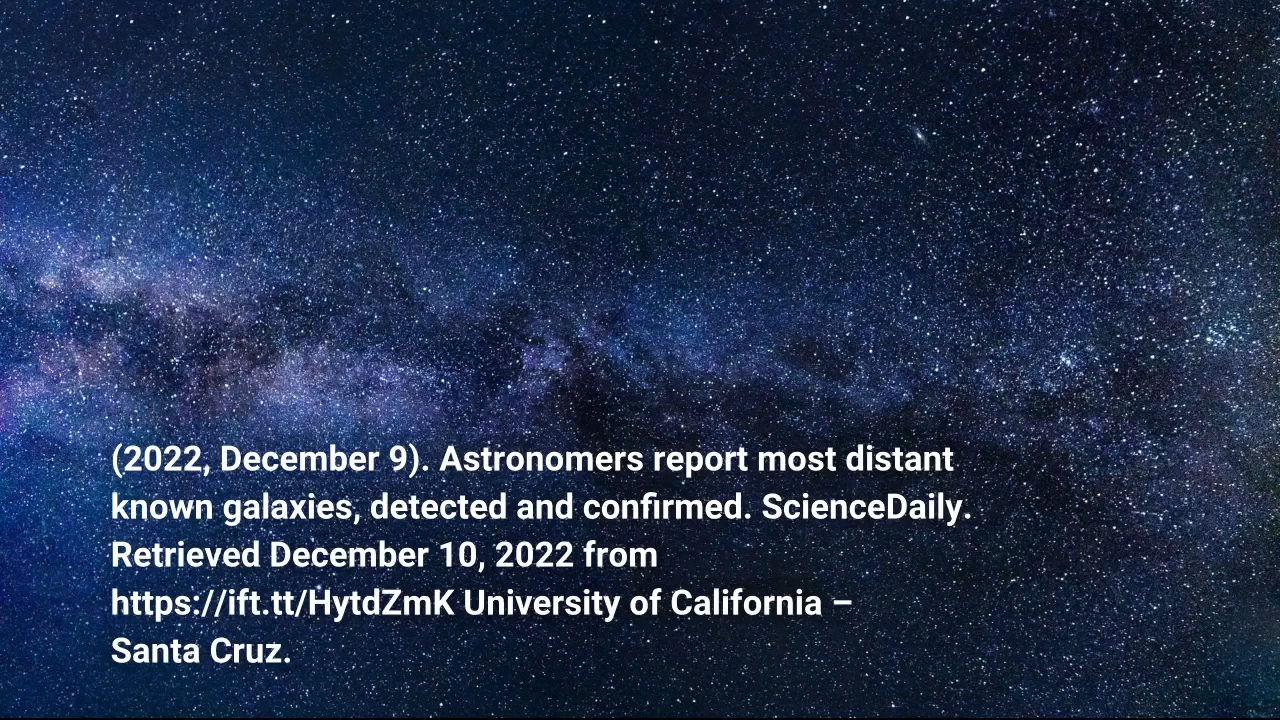 (2022, December 9). Astronomers report most distant
known galaxies, detected and confirmed. ScienceDaily.
Retrieved December 10, 2022 from
https://ift.tt/HytdZmK University of California –
Santa Cruz.